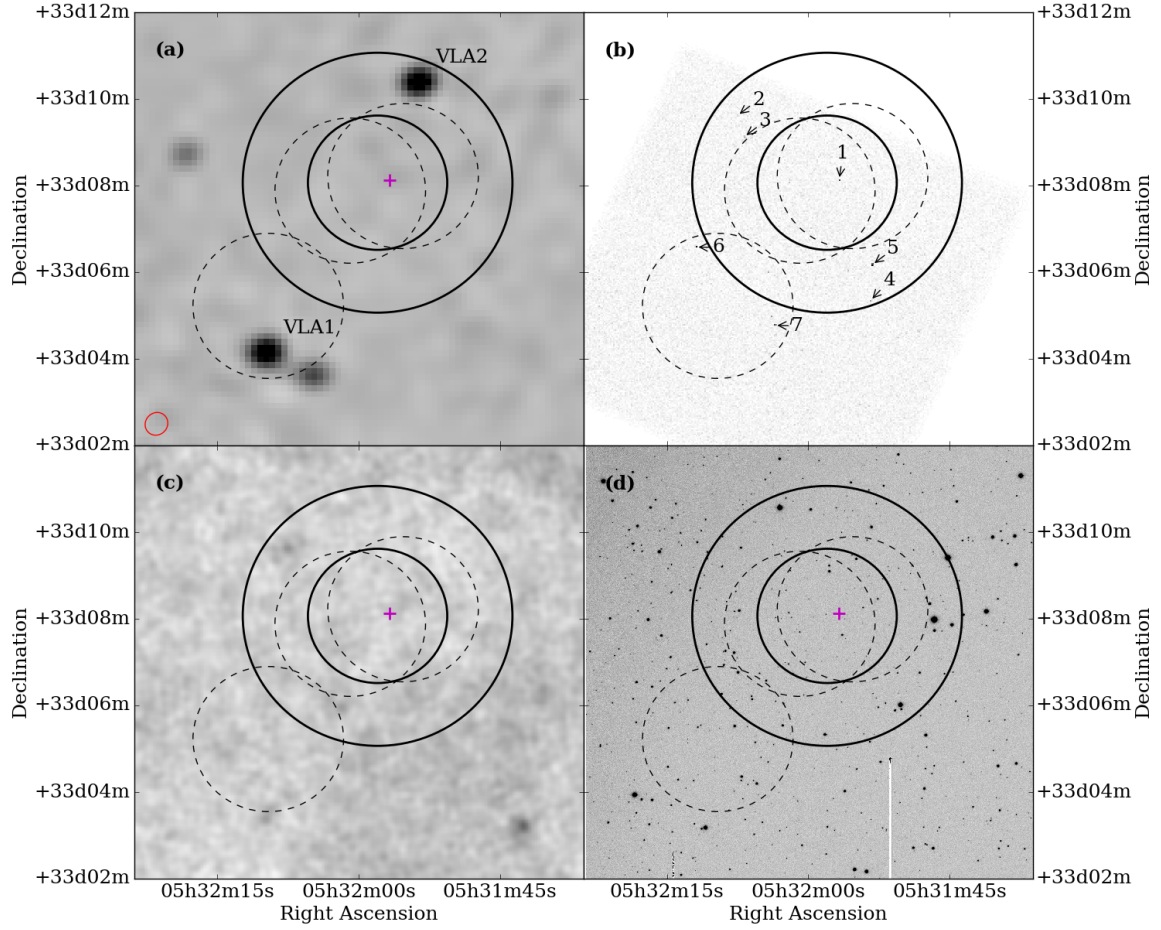 +33d12m
+33d12m
(a)
VLA2
(b)
+33d10m
2
+33d10m
3
1
+33d08m
+33d08m
Declination
Declination
6
5
+33d06m
+33d06m
4
VLA1
7
+33d04m
+33d04m
+33d02m
+33d02m
(c)
(d)
+33d10m
+33d10m
+33d08m
+33d08m
Declination
Declination
+33d06m
+33d06m
+33d04m
+33d04m
+33d02m
+33d02m
05h32m15s 05h32m00s 05h31m45s
05h32m15s 05h32m00s 05h31m45s
Right Ascension
Right Ascension